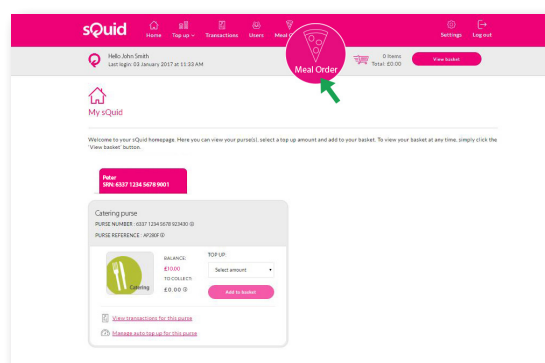 sQuid
Home Top up Transactions Users Meal Settings Log out
Meal Order
Hello John Smith
Last login: 03 January 2017 at 11:33 AM
0 Items
Total: £0.00
View basket
My sQuid
Welcome to your sQuid homepage. Here you can view your purse(s), select a top up amount and add to your basket. To view your basket at any time, simply click the
'View basket' button.
Peter
SRN: 6337 1234 5678 9001
Catering purse
PURSE NUMBER : 6337 1234 5678 923430
PURSE REFERENCE : AP280F
BALANCE: TOP UP:
£10.00 Select amount
TO COLLECT:
£0.00 Add to basket
Catering
View transactions for this purse
Manage auto top up for this purse